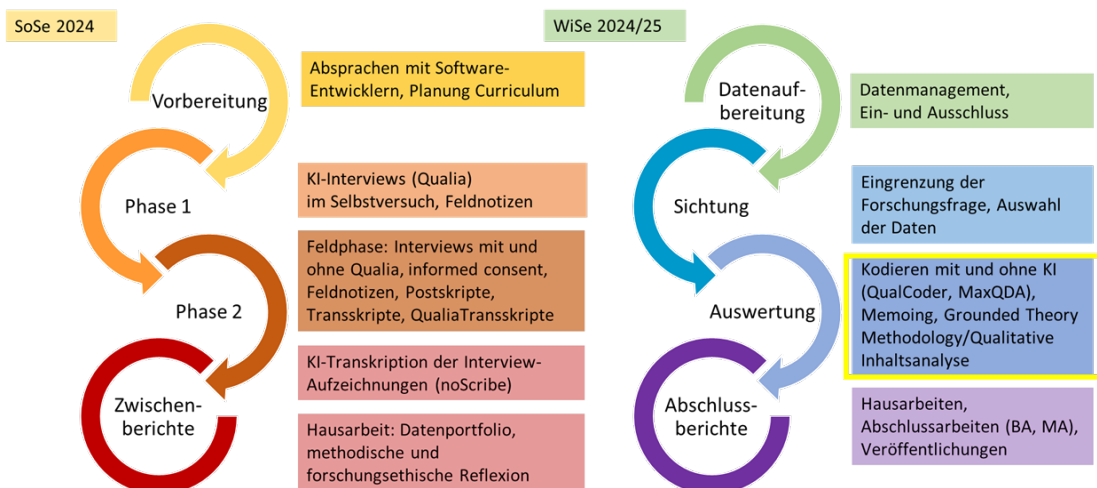 SoSe 2024
Vorbereitung
Absprachen mit Software-
Entwicklern, Planung Curriculum
Phase 1
KI-Interviews (Qualia)
im Selbstversuch, Feldnotizen
Phase 2
Feldphase: Interviews mit und
ohne Qualia, informed consent,
Feldnotizen, Postskripte,
Transskripte, QualiaTransskripte
Zwischen-
berichte
KI-Transkription der Interview-
Aufzeichnungen (noScribe)
Hausarbeit: Datenportfolio,
methodische und
forschungsethische Reflexion
WiSe 2024/25
Datenauf-
bereitung
Datenmanagement,
Ein- und Ausschluss
Sichtung
Eingrenzung der
Forschungsfrage, Auswahl
der Daten
Auswertung
Kodieren mit und ohne KI
(QualCoder, MaxQDA),
Memoing, Grounded Theory
Methodology/Qualitative
Inhaltsanalyse
Abschluss-
berichte
Hausarbeiten,
Abschlussarbeiten (BA, MA),
Veröffentlichungen